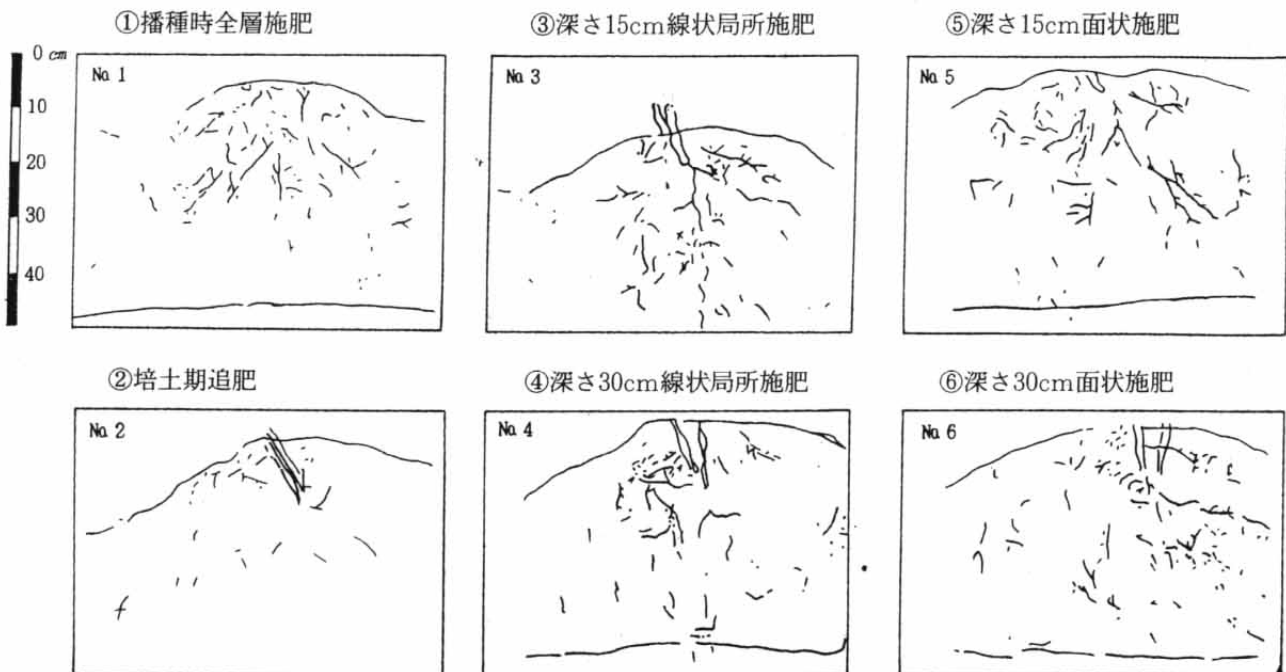 ①播種時全層施肥
③深さ15cm線状局所施肥
⑤深さ15cm面状施肥
0 cm
10
20
30
40
No. 1
No. 3
No. 5
②培土期追肥
④深さ30cm線状局所施肥
⑥深さ30cm面状施肥
No. 2
No. 4
No. 6